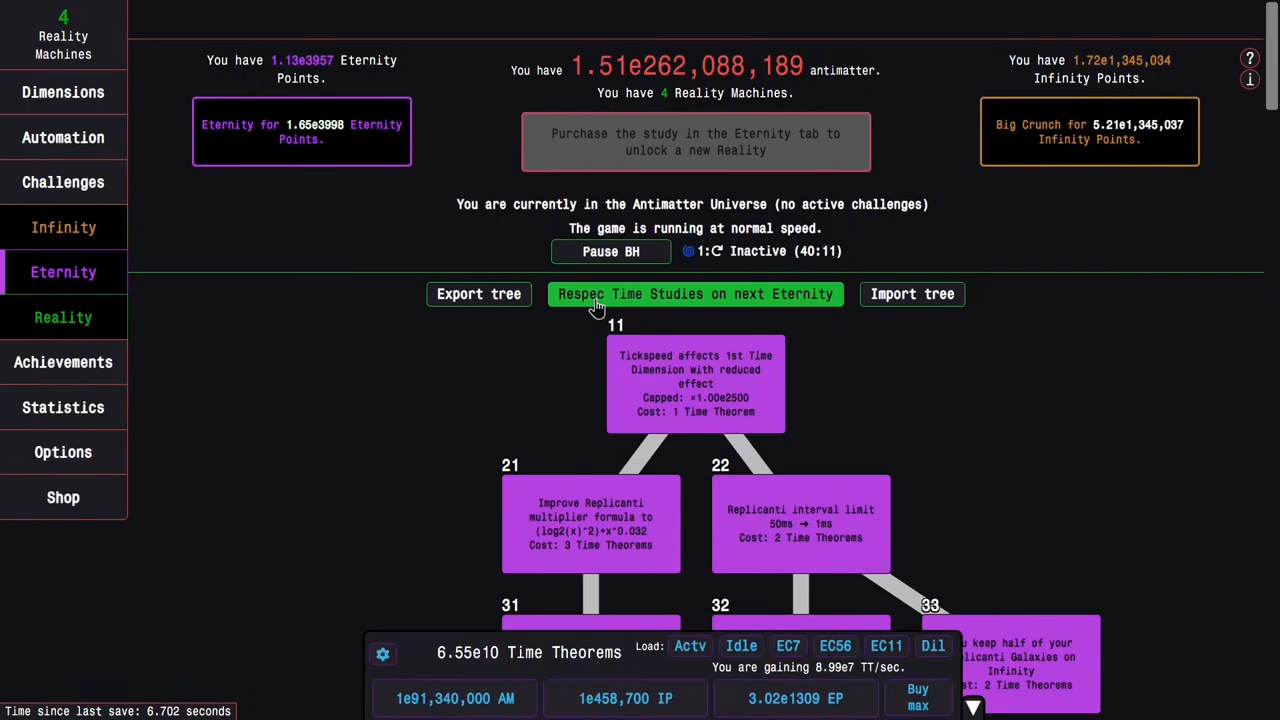 4
Reality
Machines
Dimensions
Automation
Challenges
Infinity
Eternity
Reality
Achievements
Statistics
Options
Shop
You have 1.13e3957 Eternity
Points.
Eternity for 1.65e3998 Eternity
Points.
You have 1.51e262,088,189 antimatter.
You have 4 Reality Machines.
Purchase the study in the Eternity tab to
unlock a new Reality
You have 1.72e1,345,034
Infinity Points.
Big Crunch for 5.21e1,345,037
Infinity Points.
?
i
You are currently in the Antimatter Universe (no active challenges)
The game is running at normal speed.
Pause BH
1: Inactive (40:11)
Export tree
Respec Time Studies on next Eternity
Import tree
11
Tickspeed affects 1st Time
Dimension with reduced
effect
Capped: ×1.00e2500
Cost: 1 Time Theorem
21
Improve Replicanti
multiplier formula to
(log2(x)^2)+x^0.032
Cost: 3 Time Theorems
22
Replicanti interval limit
50ms ➜ 1ms
Cost: 2 Time Theorems
31
32
33
u keep half of your
plicanti Galaxies on
Infinity
st: 2 Time Theorems
6.55e10 Time Theorems
Load: Actv Idle EC7 EC56 EC11 Dil
You are gaining 8.99e7 TT/sec.
1e91,340,000 AM
1e458,700 IP
3.02e1309 EP
Buy
max
Time since last save: 6.702 seconds